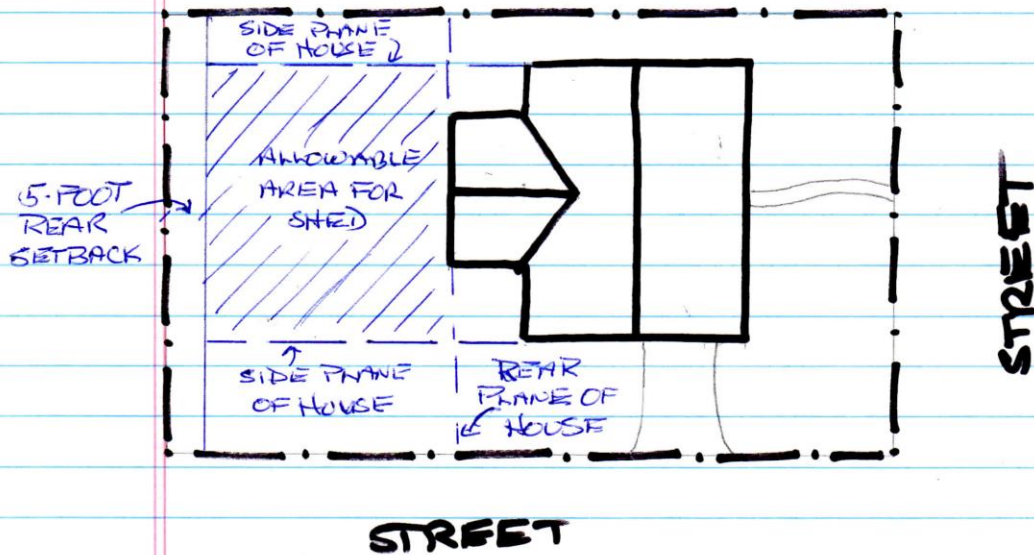 SIDE PLANE
OF HOUSE
ALLOWABLE
AREA FOR
SHED
5-FOOT
REAR
SETBACK
SIDE PLANE
OF HOUSE
REAR
PLANE OF
HOUSE
STREET
STREET